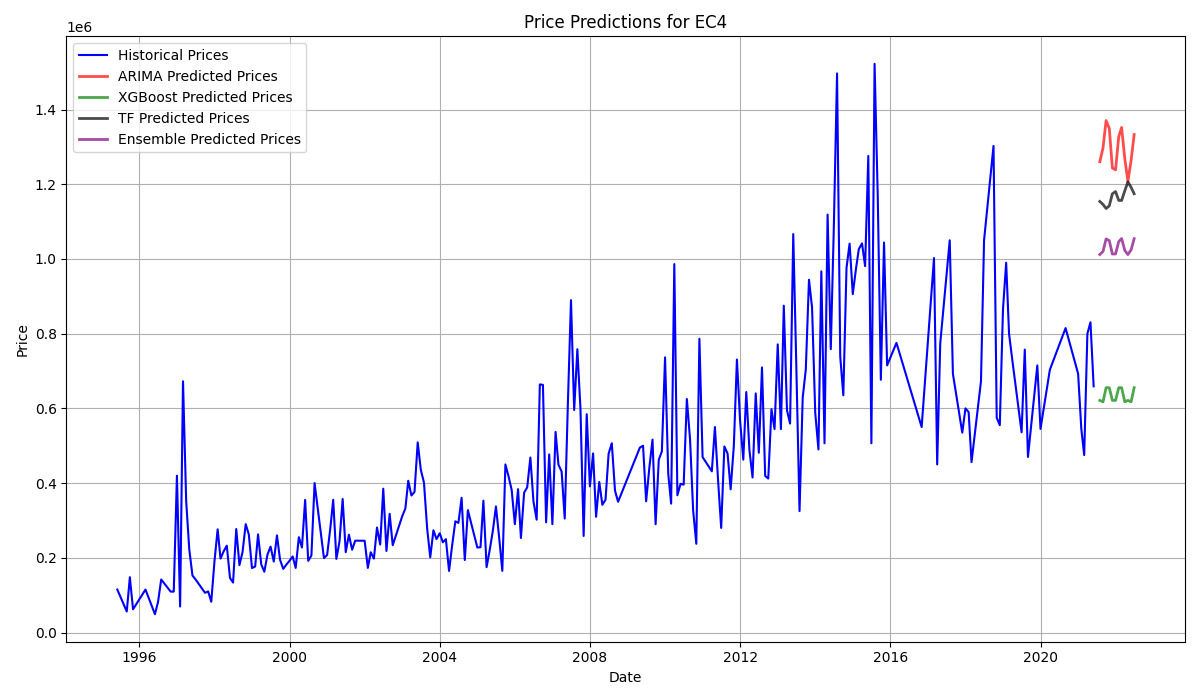 Price Predictions for EC4
1e6
Historical Prices
ARIMA Predicted Prices
XGBoost Predicted Prices
TF Predicted Prices
Ensemble Predicted Prices
1.4
1.2
1.0
0.8
0.6
0.4
0.2
0.0
Price
1996 2000 2004 2008 2012 2016 2020
Date